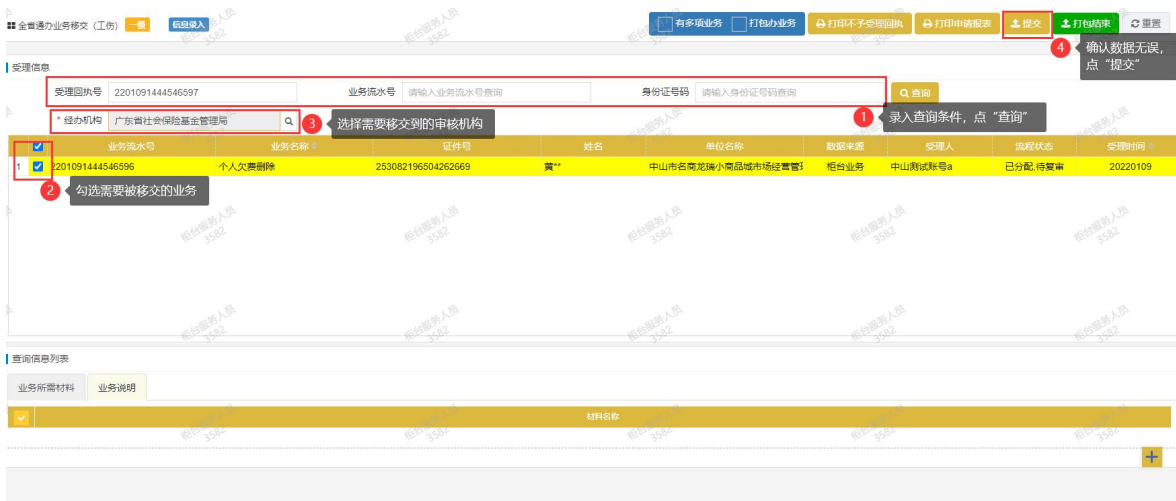 全省通办业务移交（工伤） 一级 信息录入 有多项业务 打包办业务 打印不予受理回执 打印申请报表 提交 打包结束 重置
4 确认数据无误，
点“提交”
受理信息
受理回执号 2201091444546597 业务流水号 请输入业务流水号查询 身份证号码 请输入身份证号码查询 查询
1 录入查询条件，点“查询”
* 经办机构 广东省社会保险基金管理局 3 选择需要移交到的审核机构
业务流水号 业务名称 证件号 姓名 单位名称 数据来源 受理人 流程状态 受理时间
1 2201091444546596 个人欠费删除 253082196504262669 黄** 中山市名商龙瑞小商品城市场经营管理 柜台业务 中山测试账号a 已分配,待复审 20220109
2 勾选需要被移交的业务
查询信息列表
业务所需材料 业务说明
材料名称
柜台服务人员
3582